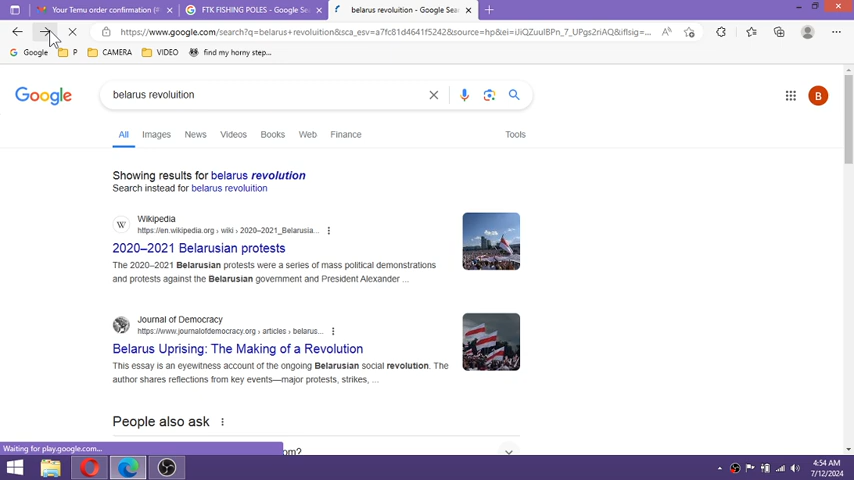 Your Temu order confirmation (
FTK FISHING POLES - Google Se
belarus revoluition - Google Sea
https://www.google.com/search?q=belarus+revoluition&sca_esv=a7fc81d4641f5242&source=hp&ei=
Google
P
CAMERA
VIDEO
find my horny step...
Google
belarus revoluition
B
All
Images
News
Videos
Books
Web
Finance
Tools
Showing results for belarus revolution
Search instead for belarus revoluition
W
Wikipedia
https://en.wikipedia.org › wiki › 2020–2021_Belarusia...
2020–2021 Belarusian protests
The 2020–2021 Belarusian protests were a series of mass political demonstrations
and protests against the Belarusian government and President Alexander ...
Journal of Democracy
https://www.journalofdemocracy.org › articles › belarus...
Belarus Uprising: The Making of a Revolution
This essay is an eyewitness account of the ongoing Belarusian social revolution. The
author shares reflections from key events—major protests, strikes, ...
People also ask
Waiting for play.google.com...
om?
4:54 AM
7/12/2024